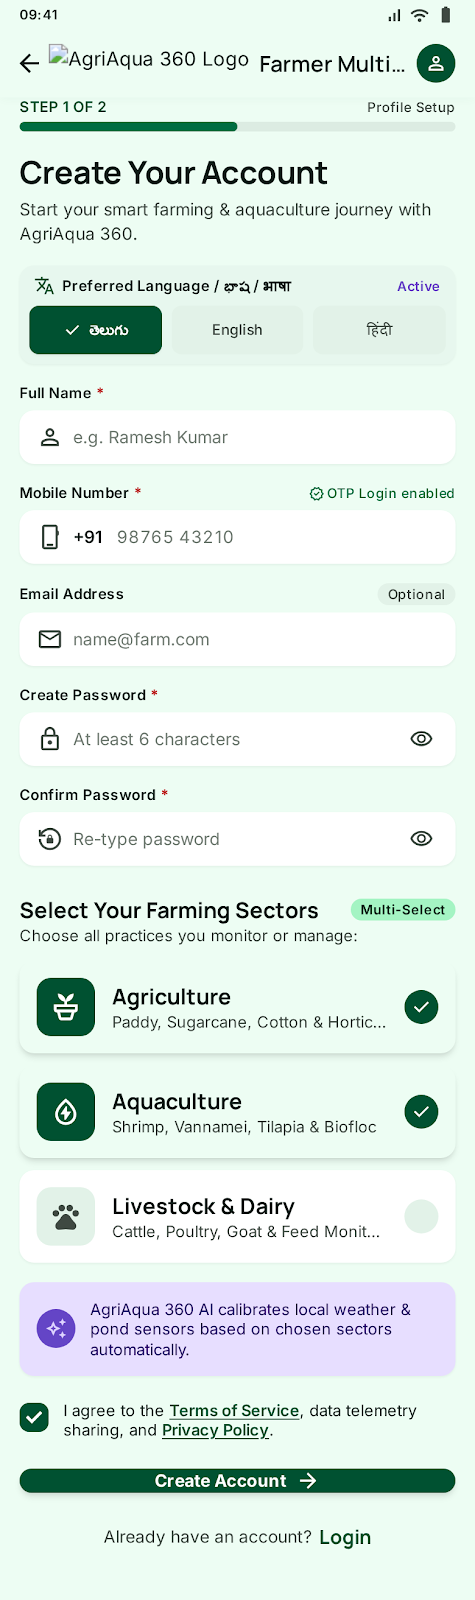 09:41
AgriAqua 360 Logo Farmer Multi...
STEP 1 OF 2 Profile Setup
Create Your Account
Start your smart farming & aquaculture journey with
AgriAqua 360.
Preferred Language / భాష / भाषा Active
తెలుగు English हिंदी
Full Name *
e.g. Ramesh Kumar
Mobile Number * OTP Login enabled
+91 98765 43210
Email Address Optional
name@farm.com
Create Password *
At least 6 characters
Confirm Password *
Re-type password
Select Your Farming Sectors Multi-Select
Choose all practices you monitor or manage:
Agriculture
Paddy, Sugarcane, Cotton & Hortic...
Aquaculture
Shrimp, Vannamei, Tilapia & Biofloc
Livestock & Dairy
Cattle, Poultry, Goat & Feed Monit...
AgriAqua 360 AI calibrates local weather &
pond sensors based on chosen sectors
automatically.
I agree to the Terms of Service, data telemetry
sharing, and Privacy Policy.
Create Account
Already have an account? Login